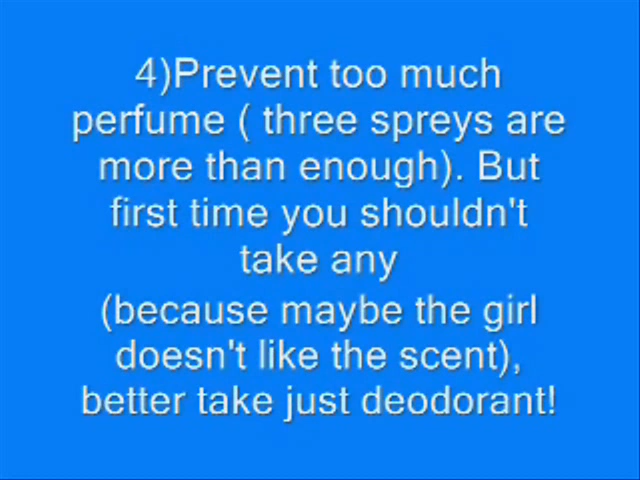 4)Prevent too much
perfume ( three spreys are
more than enough). But
first time you shouldn't
take any
(because maybe the girl
doesn't like the scent),
better take just deodorant!